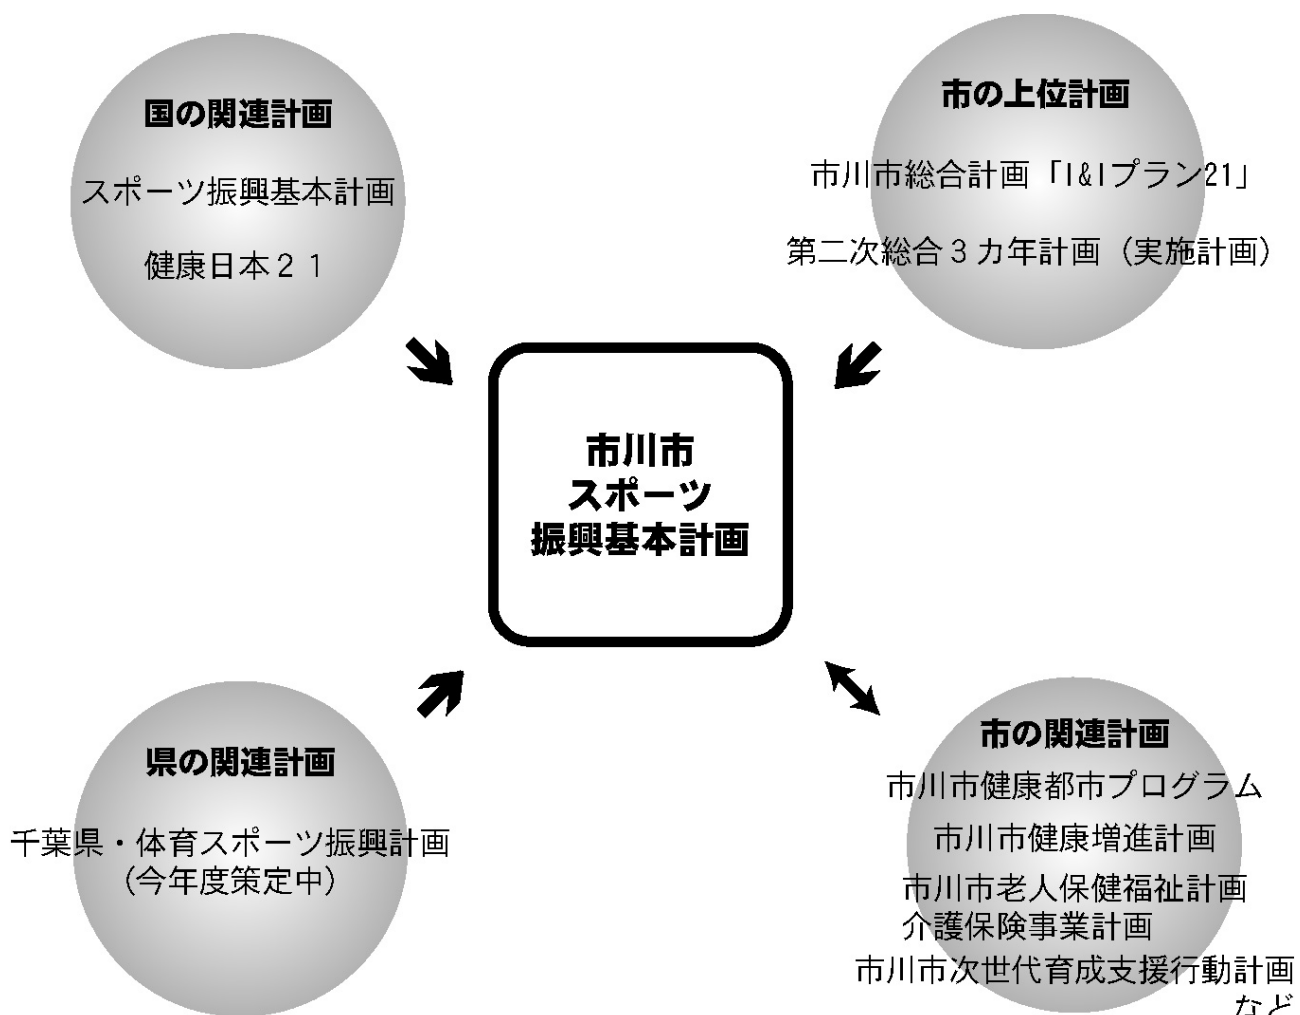 国の関連計画
スポーツ振興基本計画
健康日本２１
市の上位計画
市川市総合計画「I&Iプラン21」
第二次総合３カ年計画（実施計画）
市川市
スポーツ
振興基本計画
県の関連計画
千葉県・体育スポーツ振興計画
（今年度策定中）
市の関連計画
市川市健康都市プログラム
市川市健康増進計画
市川市老人保健福祉計画
介護保険事業計画
市川市次世代育成支援行動計画
など